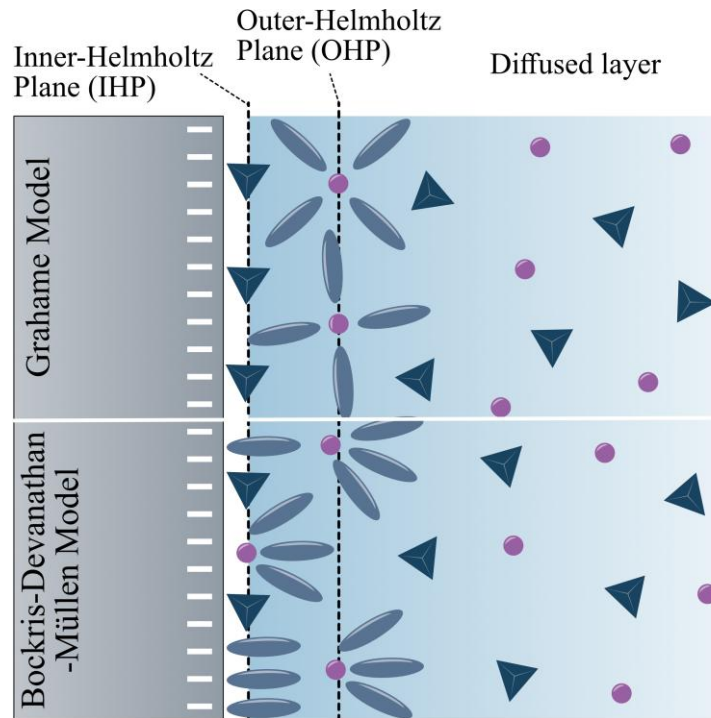 Outer-Helmholtz
Plane (OHP)
Inner-Helmholtz
Plane (IHP)
Diffused layer
Grahame Model
Bockris-Devanathan
-Müllen Model